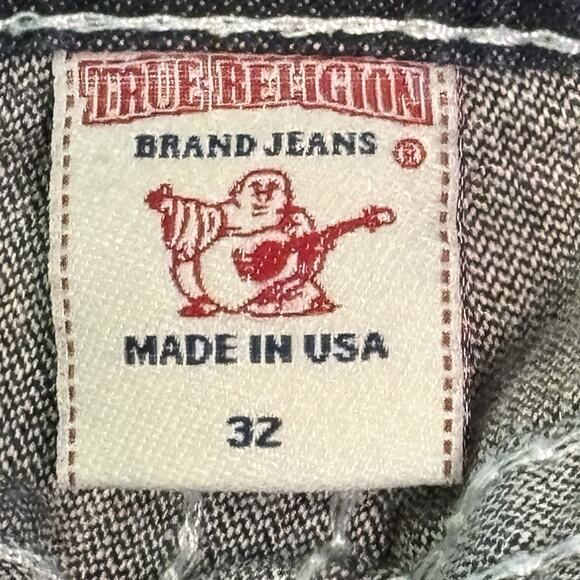 TRUE RELIGION
BRAND JEANS ®
MADE IN USA
32